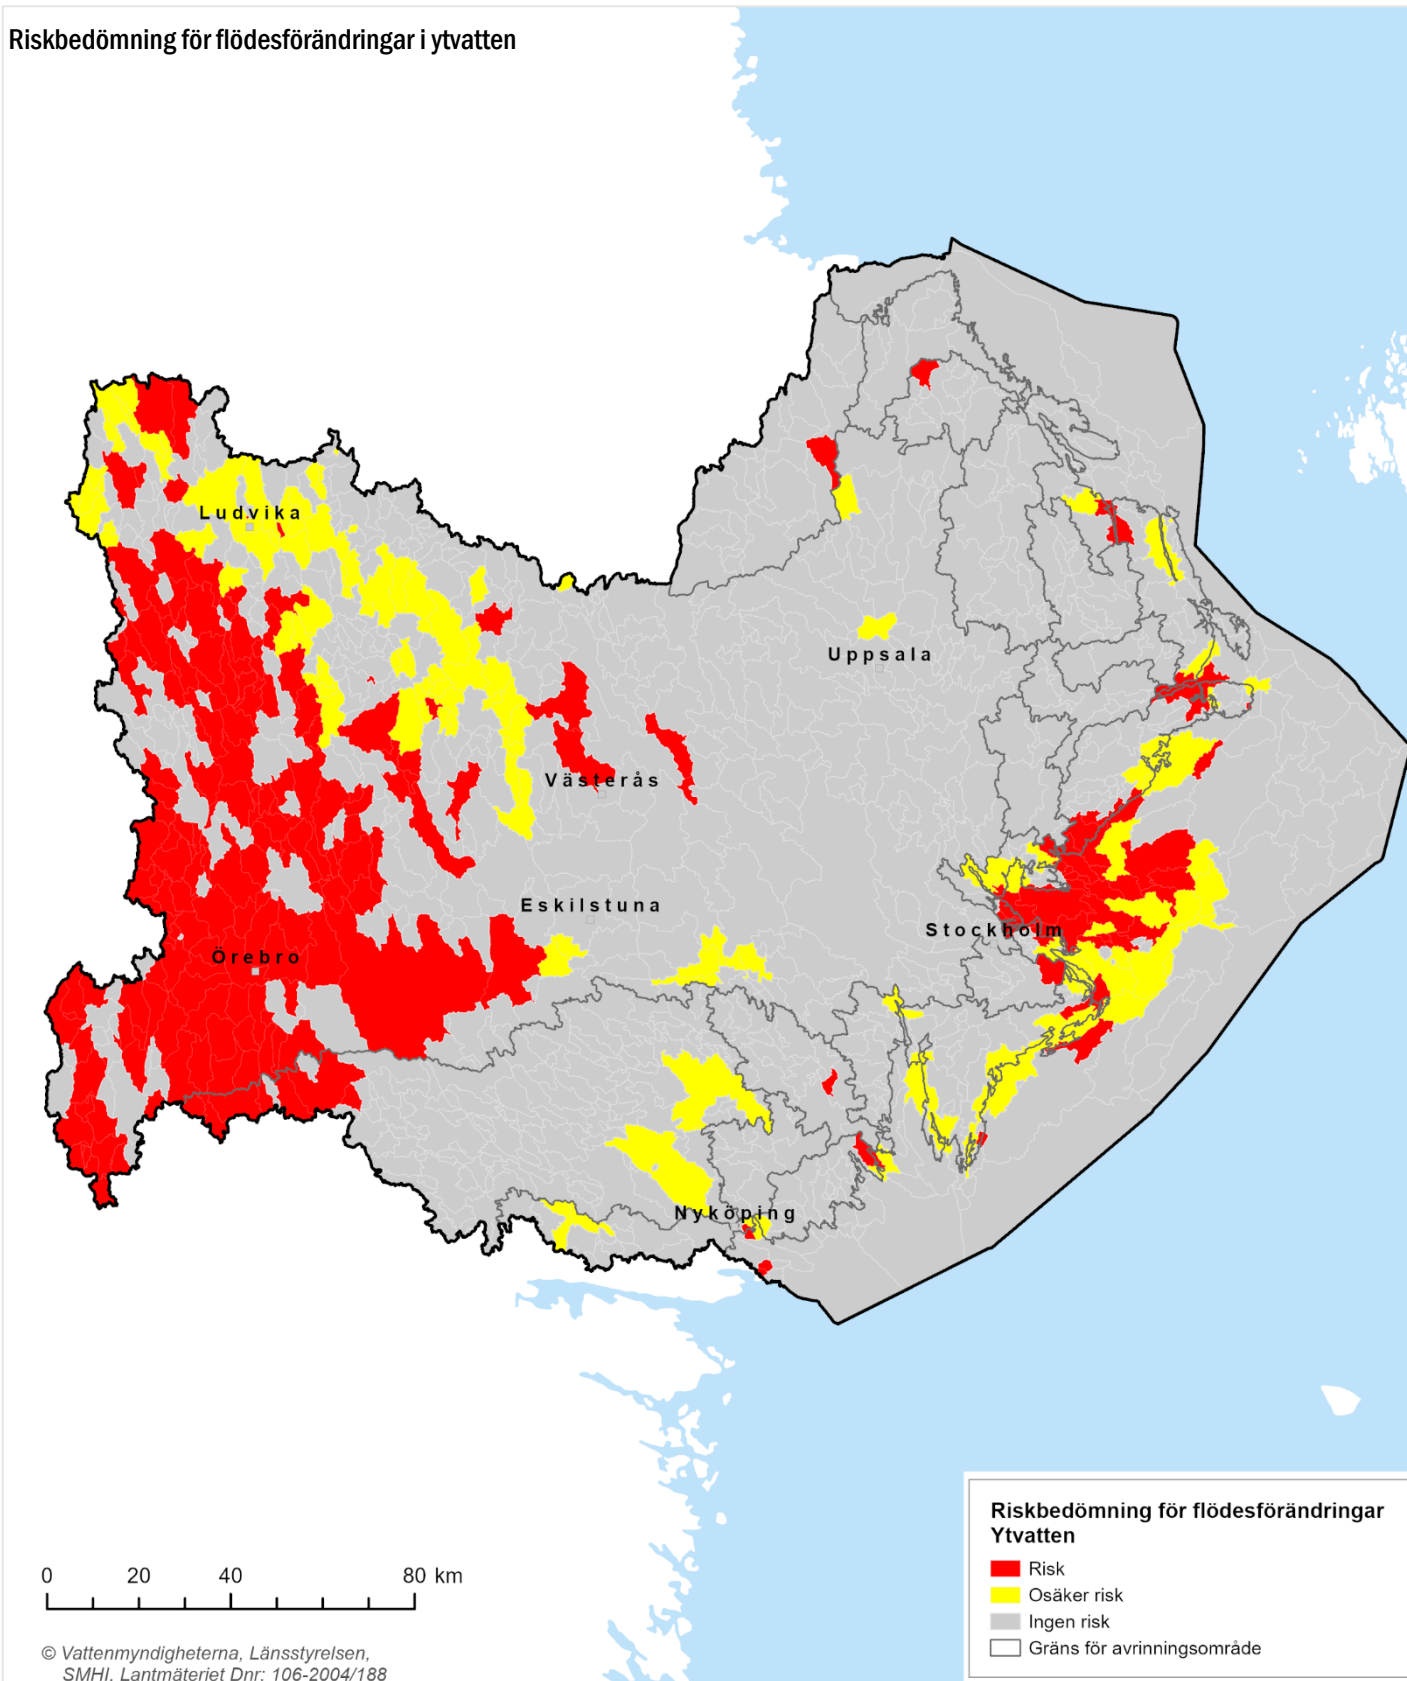 Riskbedömning för flödesförändringar i ytvatten
Ludvika
Uppsala
Västerås
Eskilstuna
Stockholm
Örebro
Nyköping
Riskbedömning för flödesförändringar
Ytvatten
Risk
Osäker risk
Ingen risk
Gräns för avrinningsområde
0 20 40 80 km
© Vattenmyndigheterna, Länsstyrelsen,
SMHI, Lantmäteriet Dnr: 106-2004/188